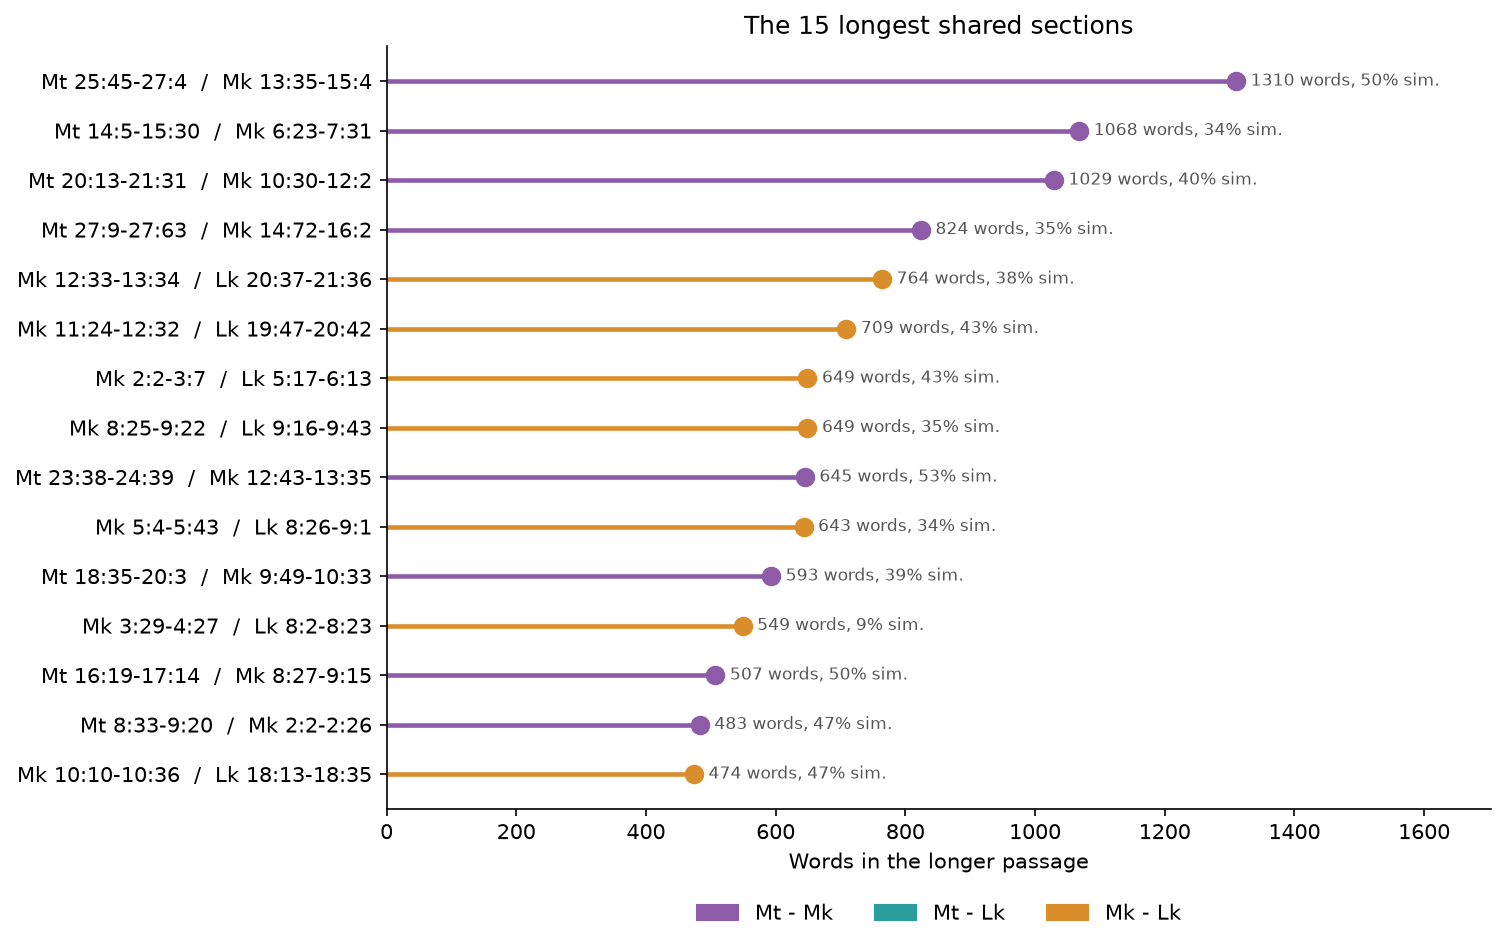 The 15 longest shared sections
Mt 25:45-27:4 / Mk 13:35-15:4 1310 words, 50% sim.
Mt 14:5-15:30 / Mk 6:23-7:31 1068 words, 34% sim.
Mt 20:13-21:31 / Mk 10:30-12:2 1029 words, 40% sim.
Mt 27:9-27:63 / Mk 14:72-16:2 824 words, 35% sim.
Mk 12:33-13:34 / Lk 20:37-21:36 764 words, 38% sim.
Mk 11:24-12:32 / Lk 19:47-20:42 709 words, 43% sim.
Mk 2:2-3:7 / Lk 5:17-6:13 649 words, 43% sim.
Mk 8:25-9:22 / Lk 9:16-9:43 649 words, 35% sim.
Mt 23:38-24:39 / Mk 12:43-13:35 645 words, 53% sim.
Mk 5:4-5:43 / Lk 8:26-9:1 643 words, 34% sim.
Mt 18:35-20:3 / Mk 9:49-10:33 593 words, 39% sim.
Mk 3:29-4:27 / Lk 8:2-8:23 549 words, 9% sim.
Mt 16:19-17:14 / Mk 8:27-9:15 507 words, 50% sim.
Mt 8:33-9:20 / Mk 2:2-2:26 483 words, 47% sim.
Mk 10:10-10:36 / Lk 18:13-18:35 474 words, 47% sim.
0 200 400 600 800 1000 1200 1400 1600
Words in the longer passage
Mt - Mk Mt - Lk Mk - Lk